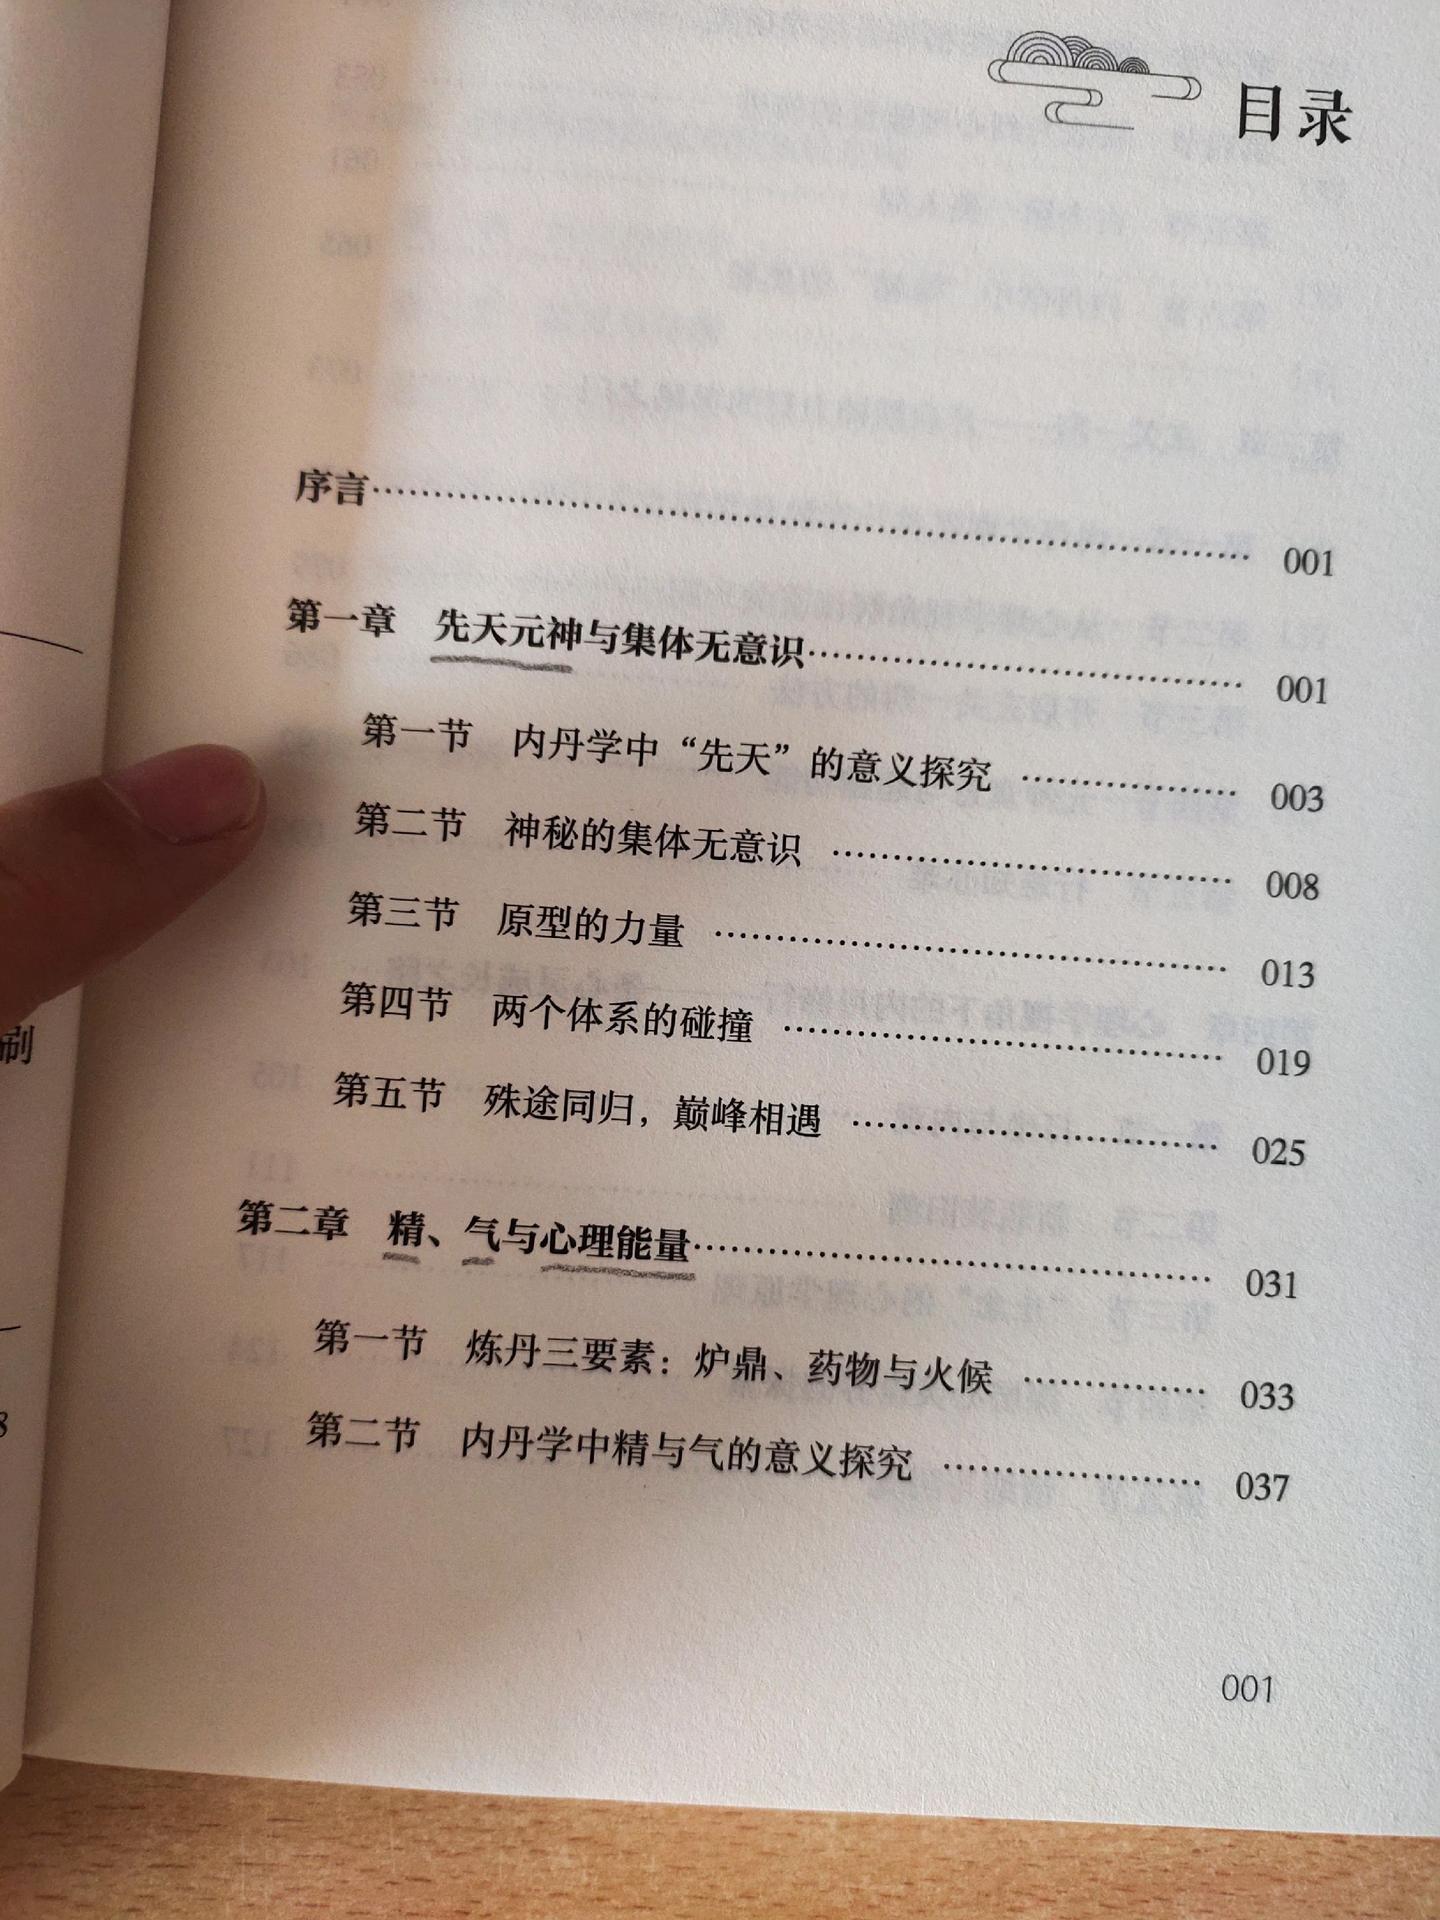 目录
序言 001
第一章 先天元神与集体无意识 001
第一节 内丹学中“先天”的意义探究 003
第二节 神秘的集体无意识 008
第三节 原型的力量 013
第四节 两个体系的碰撞 019
第五节 殊途同归，巅峰相遇 025
第二章 精、气与心理能量 031
第一节 炼丹三要素：炉鼎、药物与火候 033
第二节 内丹学中精与气的意义探究 037
001
刷